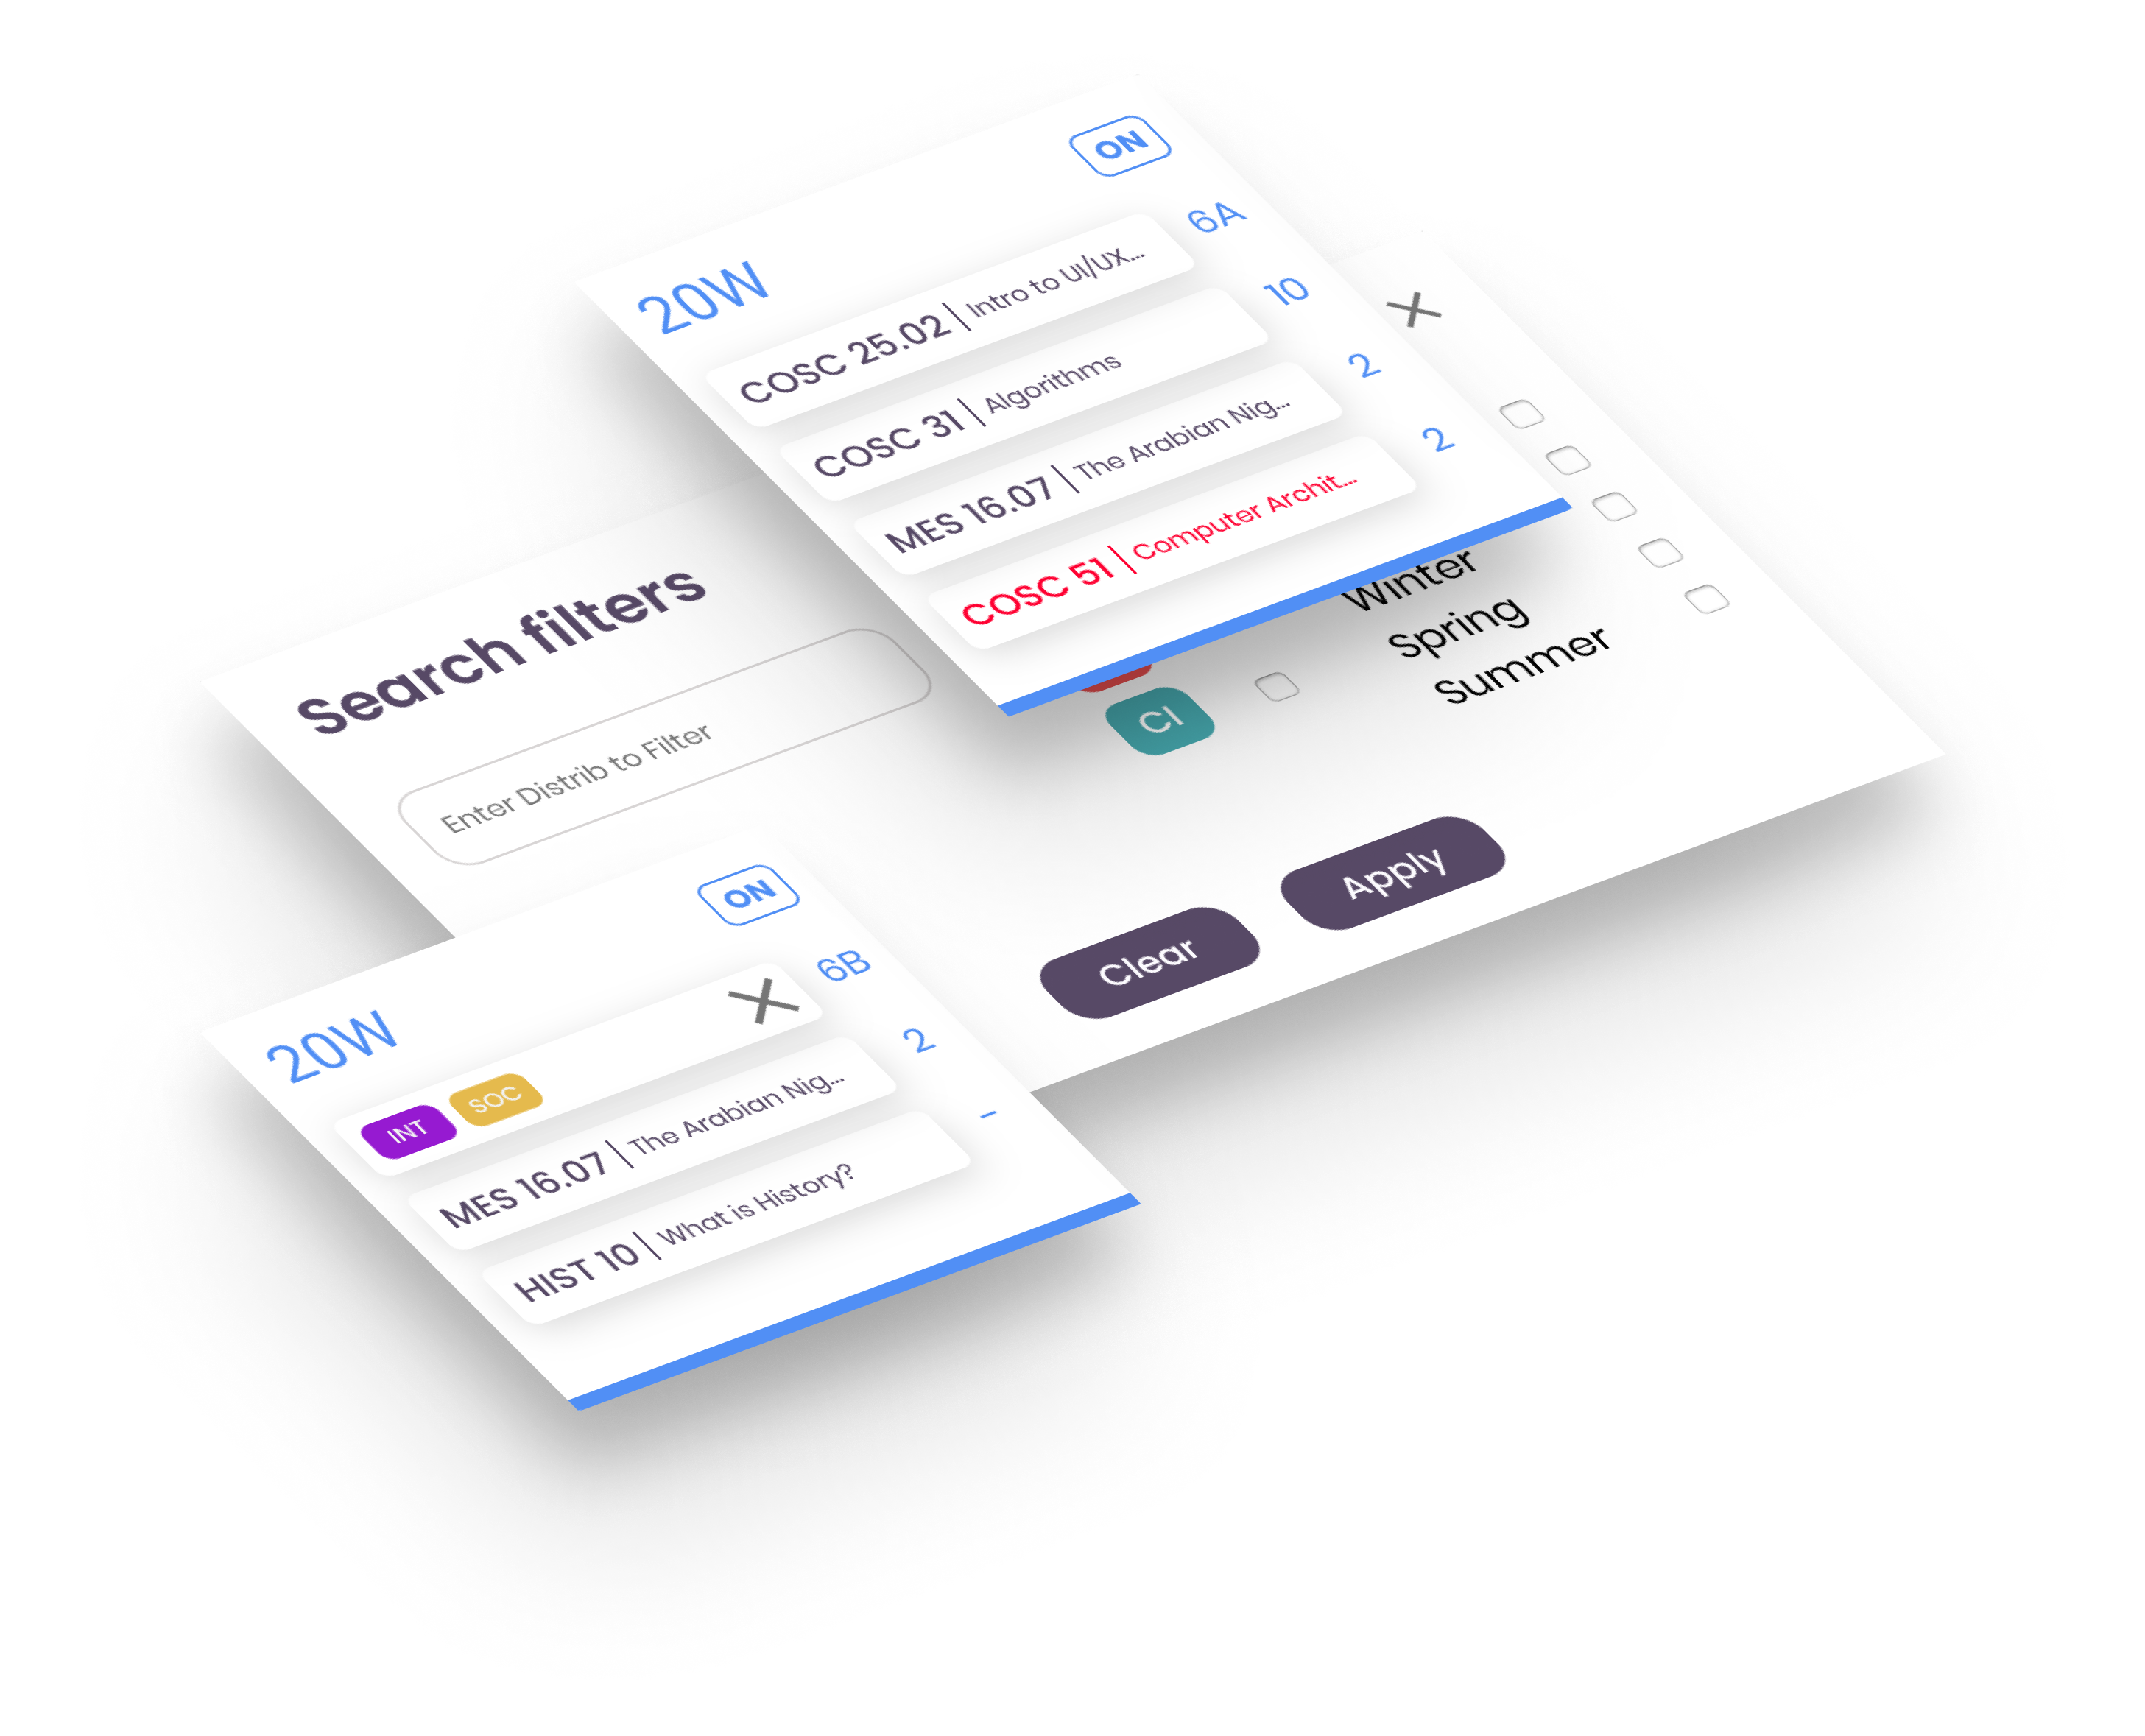 20W
ON
COSC 25.02 | Intro to UI/UX...
6A
COSC 31 | Algorithms
10
MES 16.07 | The Arabian Nig...
2
COSC 51 | Computer Archit...
2
Search filters
Enter Distrib to Filter
Winter
Spring
Summer
CI
Clear
Apply
20W
ON
INT SOC
6B
MES 16.07 | The Arabian Nig...
2
HIST 10 | What is History?
-